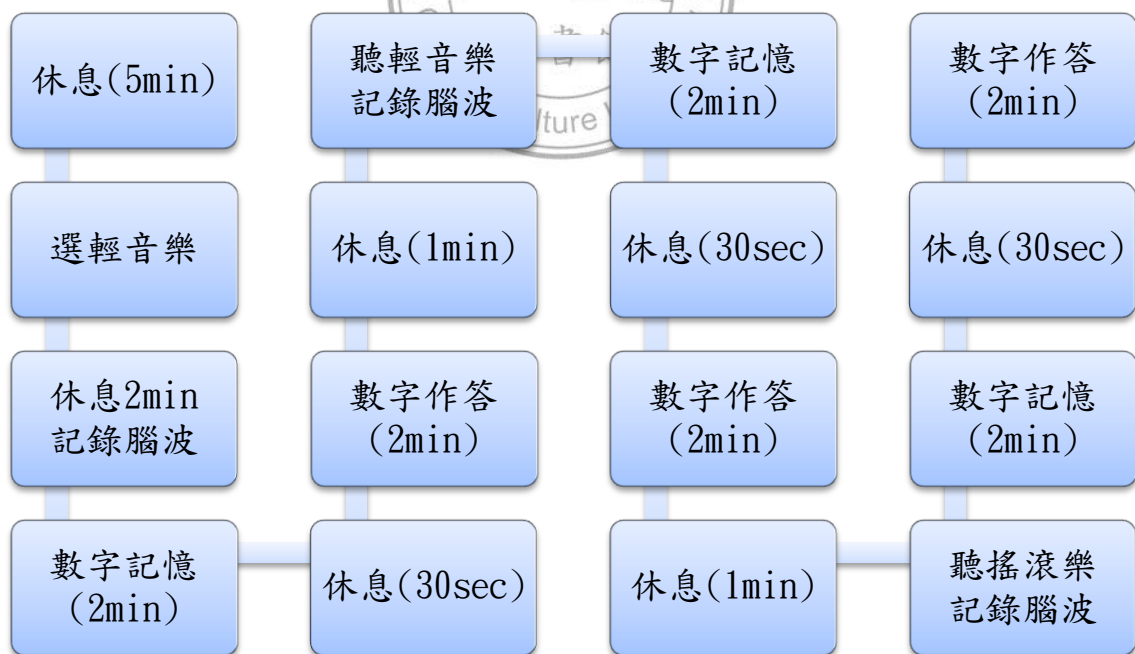 休息(5min)
選輕音樂
休息2min
記錄腦波
數字記憶
(2min)
休息(30sec)
數字作答
(2min)
休息(1min)
聽輕音樂
記錄腦波
數字記憶
(2min)
休息(30sec)
數字作答
(2min)
休息(1min)
聽搖滾樂
記錄腦波
數字記憶
(2min)
休息(30sec)
數字作答
(2min)